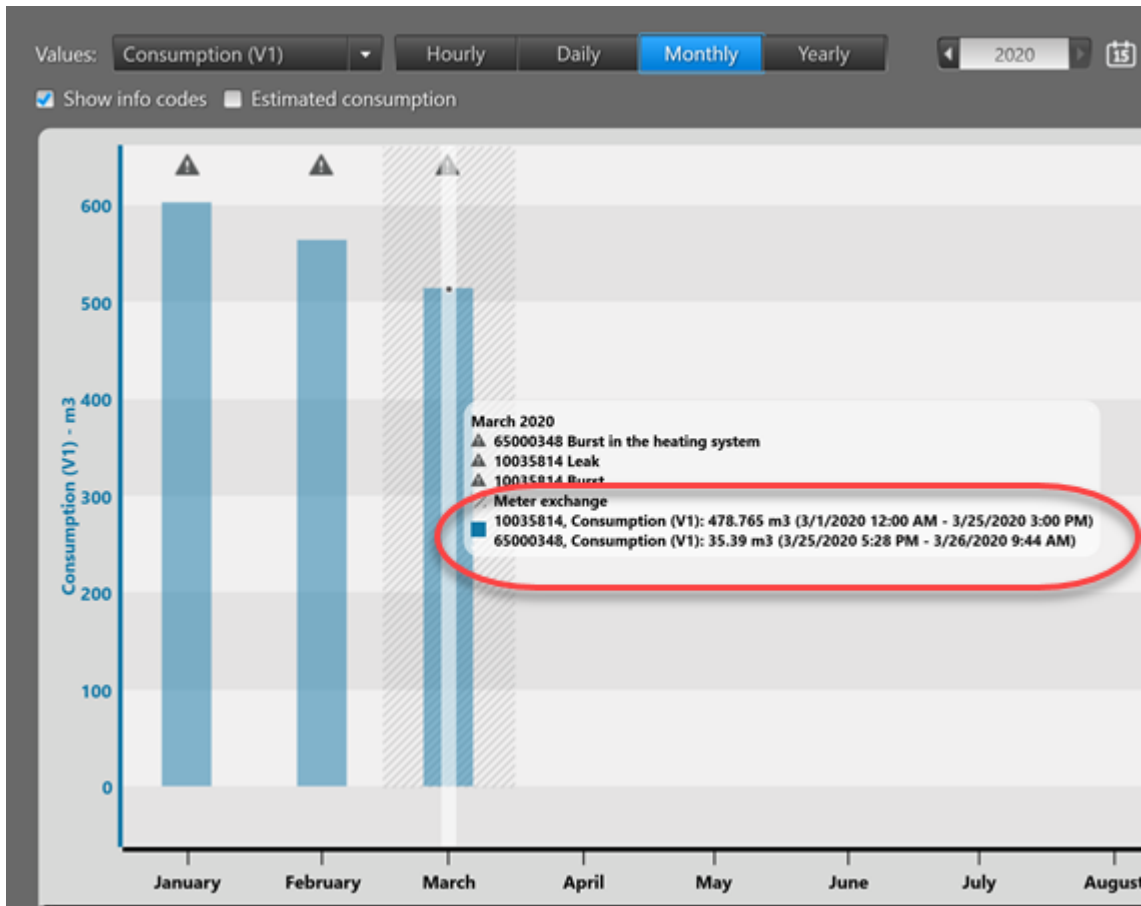 Values: Consumption (V1) Hourly Daily Monthly Yearly 2020 15
Show info codes Estimated consumption
600
500
400
300
200
100
0
Consumption (V1) - m3
March 2020
65000348 Burst in the heating system
10035814 Leak
10035814 Burst
Meter exchange
10035814, Consumption (V1): 478.765 m3 (3/1/2020 12:00 AM - 3/25/2020 3:00 PM)
65000348, Consumption (V1): 35.39 m3 (3/25/2020 5:28 PM - 3/26/2020 9:44 AM)
January February March April May June July August